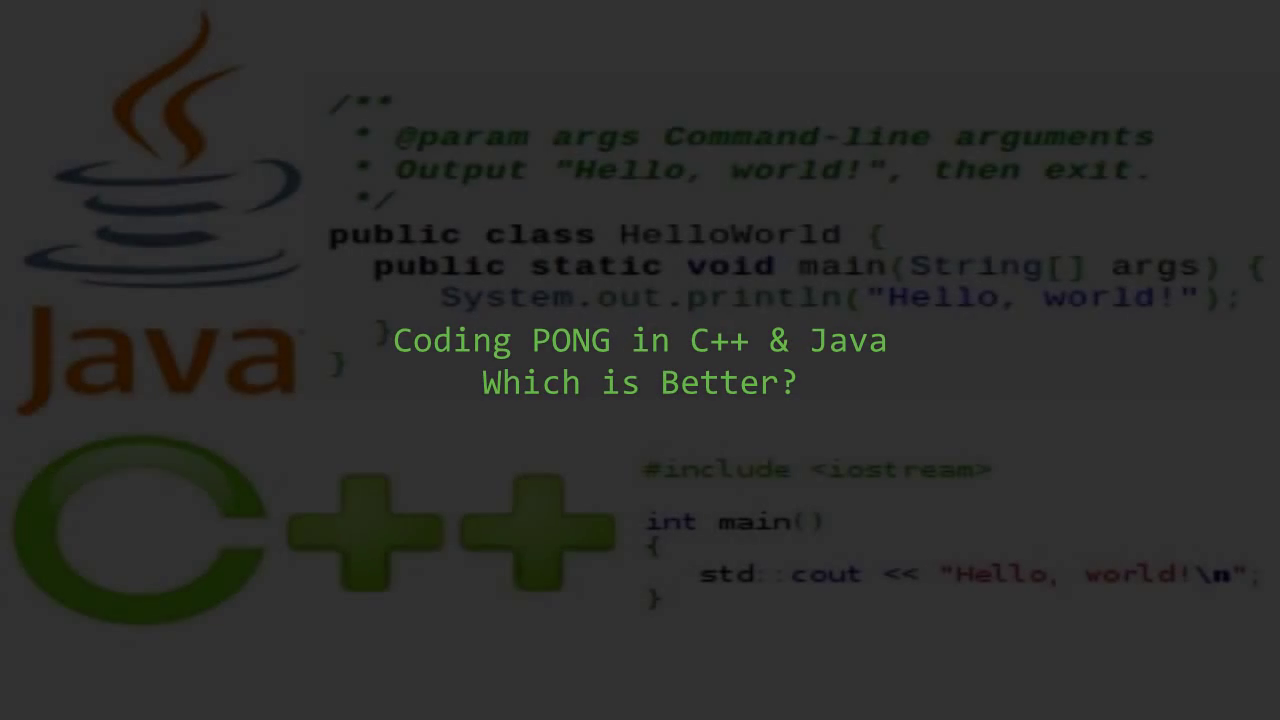 /**
* @param args Command-line arguments
* Output "Hello, world!", then exit.
*/
public class HelloWorld {
public static void main(String[] args) {
System.out.println("Hello, world!");
}
}
Java
Coding PONG in C++ & Java
Which is Better?
C++
#include <iostream>
int main()
{
std::cout << "Hello, world!\n";
}